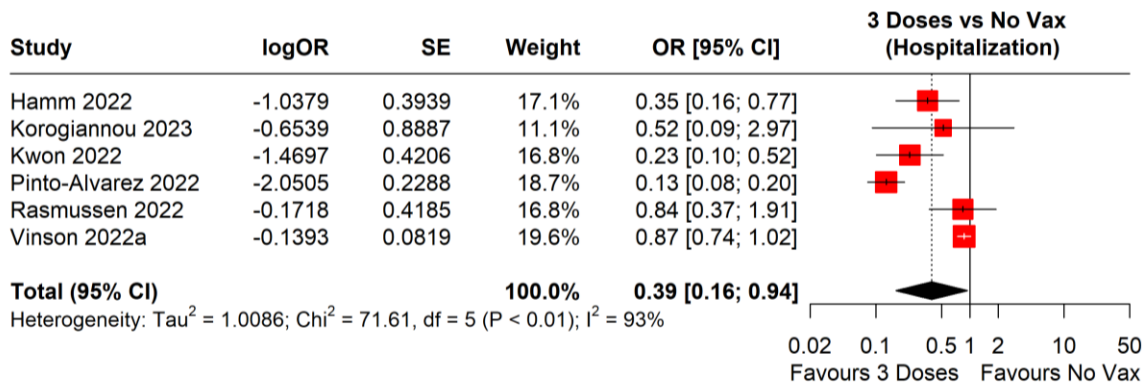 3 Doses vs No Vax
Study logOR SE Weight OR [95% CI] (Hospitalization)
Hamm 2022 -1.0379 0.3939 17.1% 0.35 [0.16; 0.77]
Korogiannou 2023 -0.6539 0.8887 11.1% 0.52 [0.09; 2.97]
Kwon 2022 -1.4697 0.4206 16.8% 0.23 [0.10; 0.52]
Pinto-Alvarez 2022 -2.0505 0.2288 18.7% 0.13 [0.08; 0.20]
Rasmussen 2022 -0.1718 0.4185 16.8% 0.84 [0.37; 1.91]
Vinson 2022a -0.1393 0.0819 19.6% 0.87 [0.74; 1.02]
Total (95% CI) 100.0% 0.39 [0.16; 0.94]
Heterogeneity: Tau² = 1.0086; Chi² = 71.61, df = 5 (P < 0.01); I² = 93%
0.02 0.1 0.5 1 2 10 50
Favours 3 Doses Favours No Vax